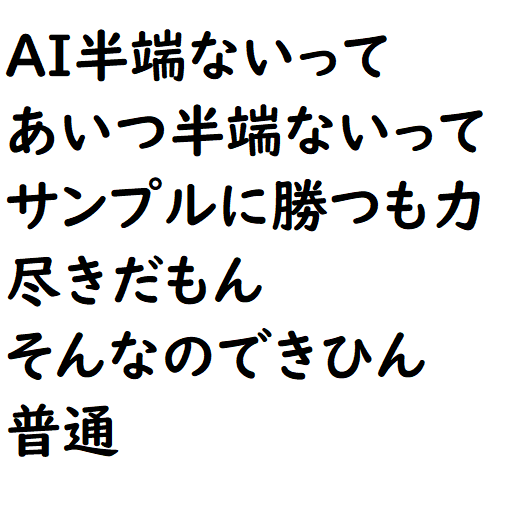 AI半端ないって
あいつ半端ないって
サンプルに勝つも力
尽きだもん
そんなのできひん
普通